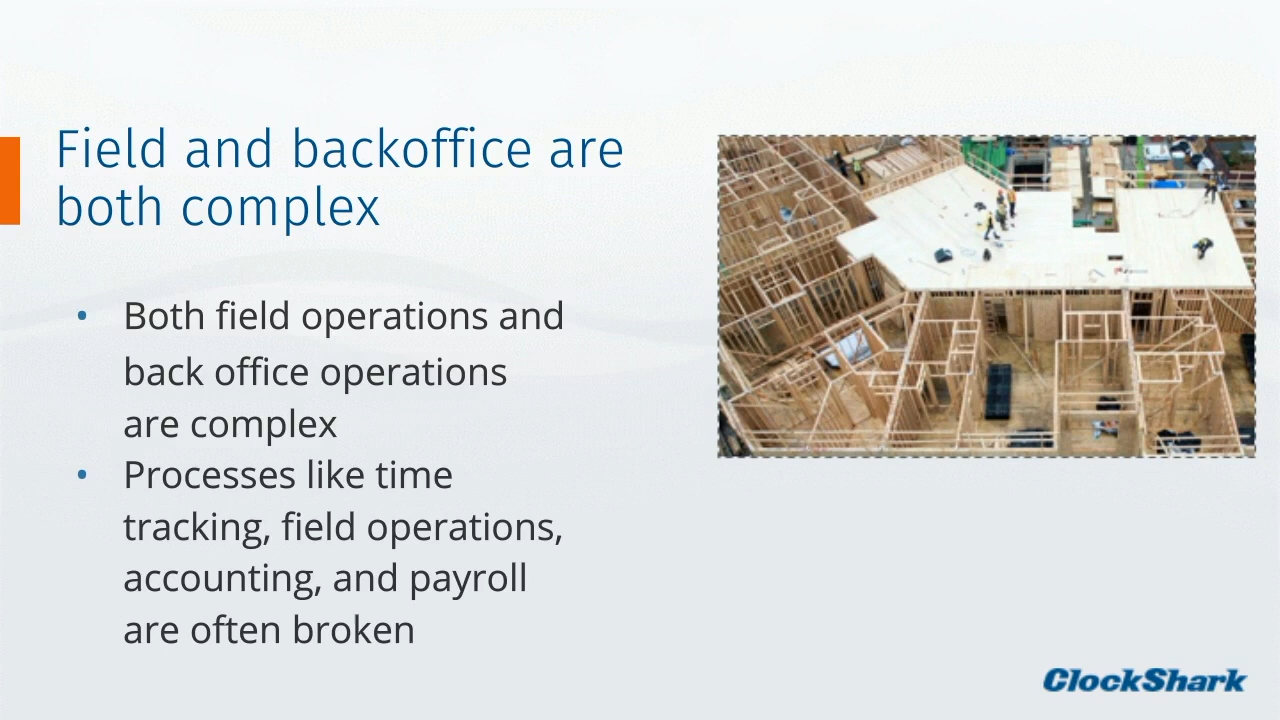 Field and backoffice are
both complex
• Both field operations and
back office operations
are complex
• Processes like time
tracking, field operations,
accounting, and payroll
are often broken
ClockShark